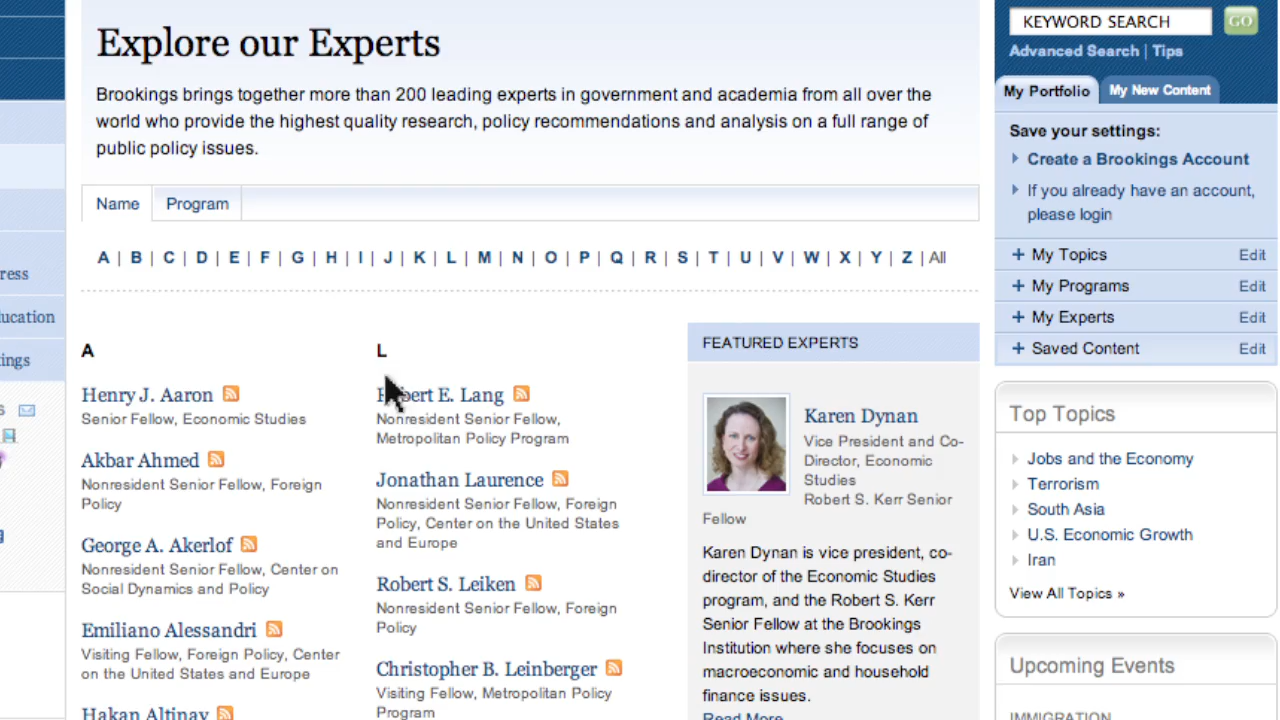 Explore our Experts
Brookings brings together more than 200 leading experts in government and academia from all over the
world who provide the highest quality research, policy recommendations and analysis on a full range of
public policy issues.
Name
Program
A | B | C | D | E | F | G | H | I | J | K | L | M | N | O | P | Q | R | S | T | U | V | W | X | Y | Z | All
A
Henry J. Aaron
Senior Fellow, Economic Studies
Akbar Ahmed
Nonresident Senior Fellow, Foreign
Policy
George A. Akerlof
Nonresident Senior Fellow, Center on
Social Dynamics and Policy
Emiliano Alessandri
Visiting Fellow, Foreign Policy, Center
on the United States and Europe
Hakan Altinay
L
Robert E. Lang
Nonresident Senior Fellow,
Metropolitan Policy Program
Jonathan Laurence
Nonresident Senior Fellow, Foreign
Policy, Center on the United States
and Europe
Robert S. Leiken
Nonresident Senior Fellow, Foreign
Policy
Christopher B. Leinberger
Visiting Fellow, Metropolitan Policy
Program
FEATURED EXPERTS
Karen Dynan
Vice President and Co-
Director, Economic
Studies
Robert S. Kerr Senior
Fellow
Karen Dynan is vice president, co-
director of the Economic Studies
program, and the Robert S. Kerr
Senior Fellow at the Brookings
Institution where she focuses on
macroeconomic and household
finance issues.
Read More
KEYWORD SEARCH
GO
Advanced Search | Tips
My Portfolio
My New Content
Save your settings:
Create a Brookings Account
If you already have an account,
please login
+ My Topics Edit
+ My Programs Edit
+ My Experts Edit
+ Saved Content Edit
Top Topics
Jobs and the Economy
Terrorism
South Asia
U.S. Economic Growth
Iran
View All Topics »
Upcoming Events
IMMIGRATION
ress
ucation
ings